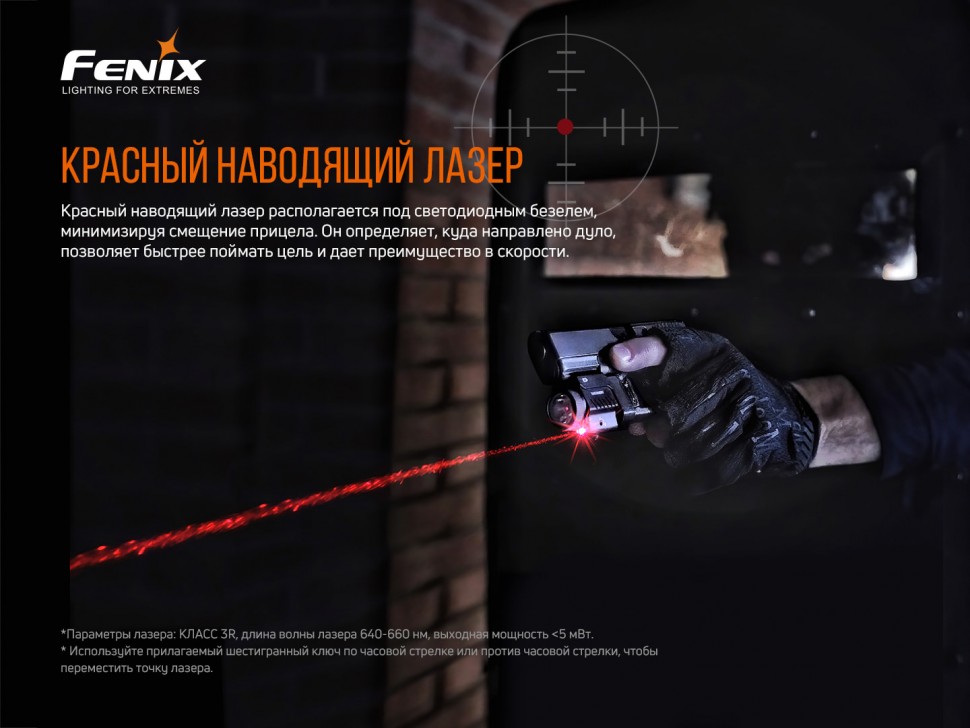 FENIX
LIGHTING FOR EXTREMES
КРАСНЫЙ НАВОДЯЩИЙ ЛАЗЕР
Красный наводящий лазер располагается под светодиодным безелем,
минимизируя смещение прицела. Он определяет, куда направлено дуло,
позволяет быстрее поймать цель и дает преимущество в скорости.
*Параметры лазера: КЛАСС 3R, длина волны лазера 640-660 нм, выходная мощность <5 мВт.
* Используйте прилагаемый шестигранный ключ по часовой стрелке или против часовой стрелки, чтобы
переместить точку лазера.